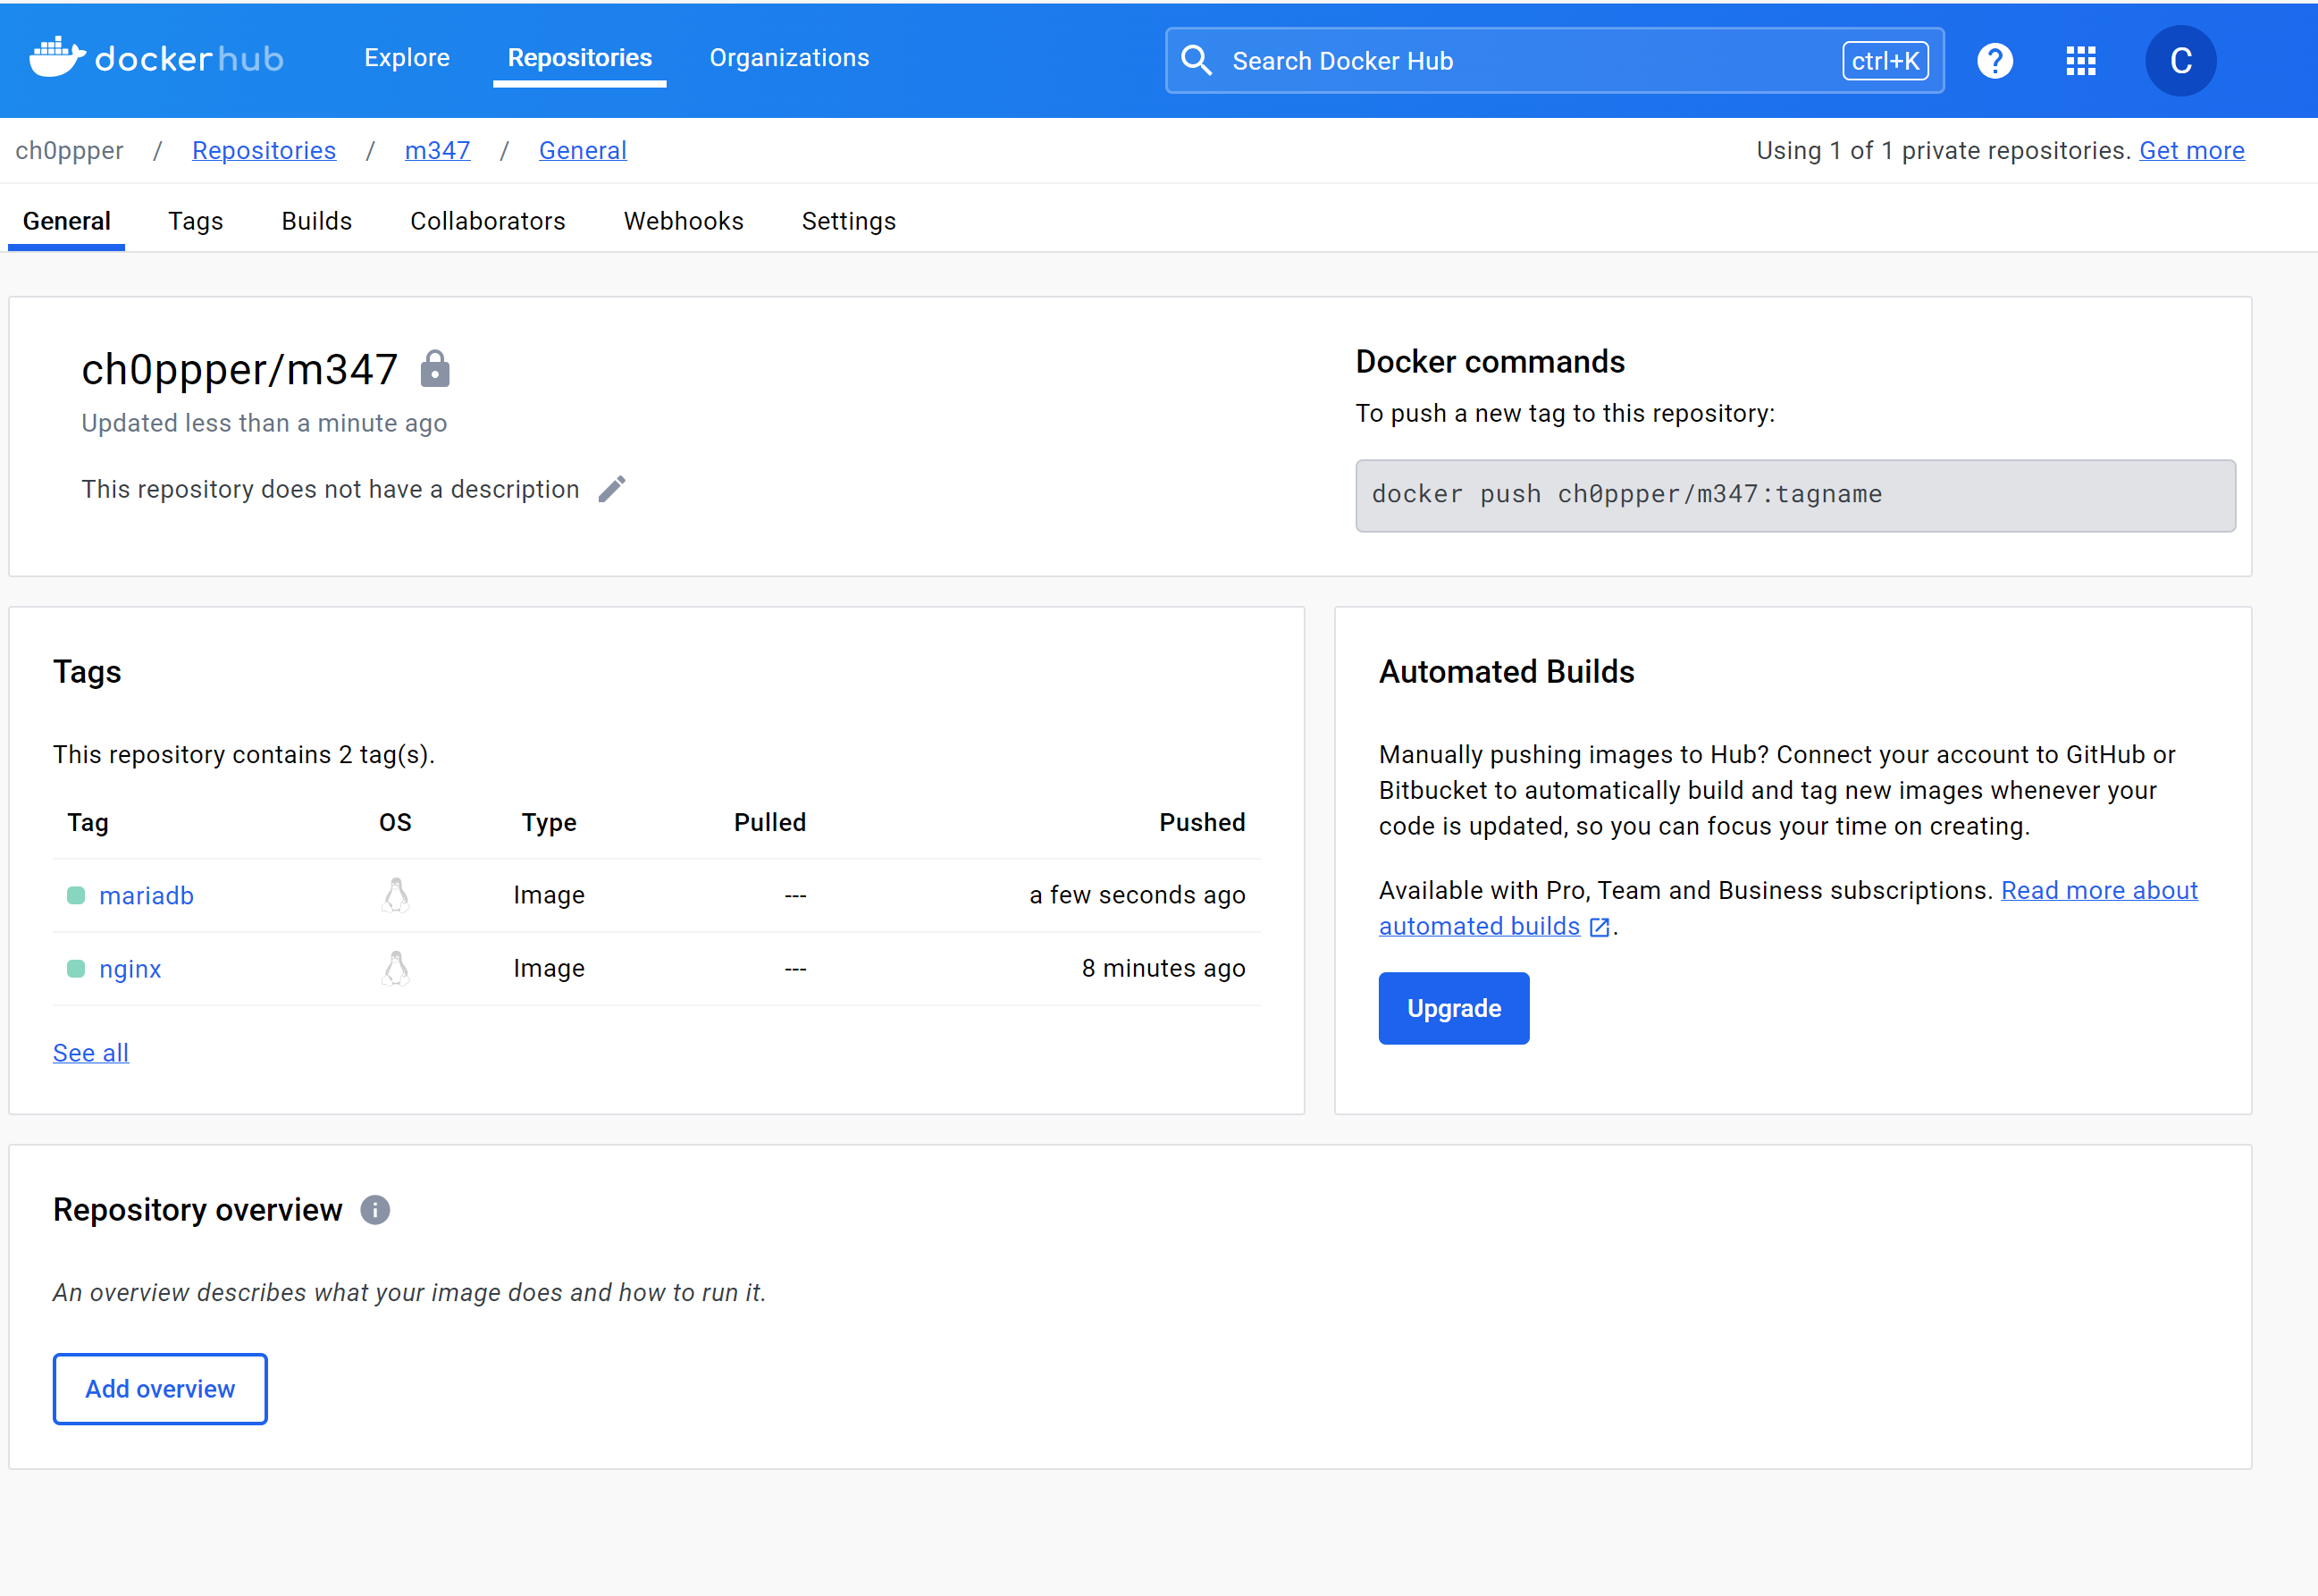 dockerhub Explore Repositories Organizations Search Docker Hub ctrl+K ? C
ch0ppper / Repositories / m347 / General Using 1 of 1 private repositories. Get more
General Tags Builds Collaborators Webhooks Settings
ch0ppper/m347
Updated less than a minute ago
This repository does not have a description
Docker commands
To push a new tag to this repository:
docker push ch0ppper/m347:tagname
Tags
This repository contains 2 tag(s).
Tag OS Type Pulled Pushed
mariadb Image --- a few seconds ago
nginx Image --- 8 minutes ago
See all
Automated Builds
Manually pushing images to Hub? Connect your account to GitHub or
Bitbucket to automatically build and tag new images whenever your
code is updated, so you can focus your time on creating.
Available with Pro, Team and Business subscriptions. Read more about
automated builds .
Upgrade
Repository overview i
An overview describes what your image does and how to run it.
Add overview